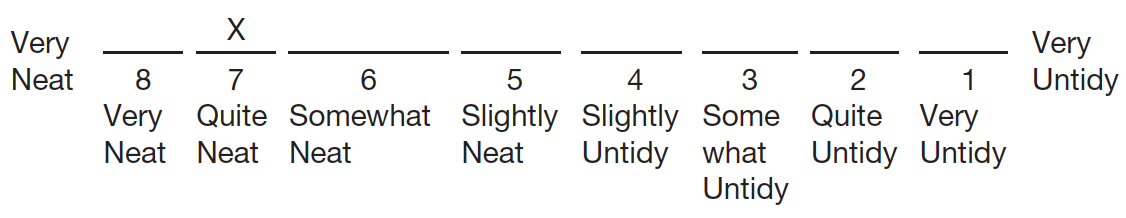 X
Very Very
Neat 8 7 6 5 4 3 2 1 Untidy
Very Quite Somewhat Slightly Slightly Some Quite Very
Neat Neat Neat Neat Untidy what Untidy Untidy
Untidy